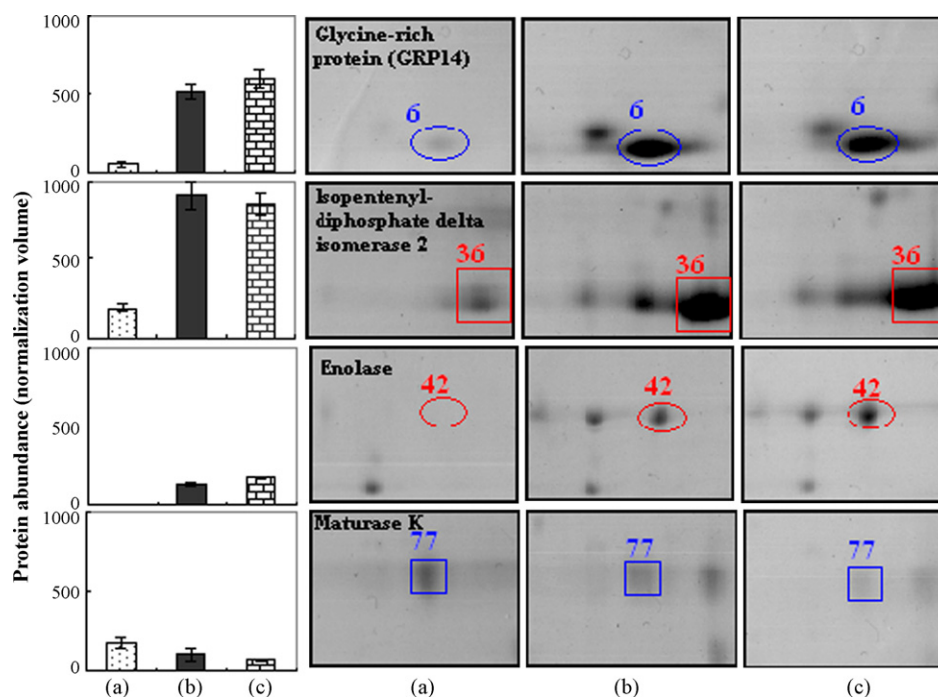 Protein abundance (normalization volume)
1000
500
0
Glycine-rich
protein (GRP14)
6
6
6
1000
500
0
Isopentenyl-
diphosphate delta
isomerase 2
36
36
36
1000
500
0
Enolase
42
42
42
1000
500
0
Maturase K
77
77
77
(a) (b) (c) (a) (b) (c)